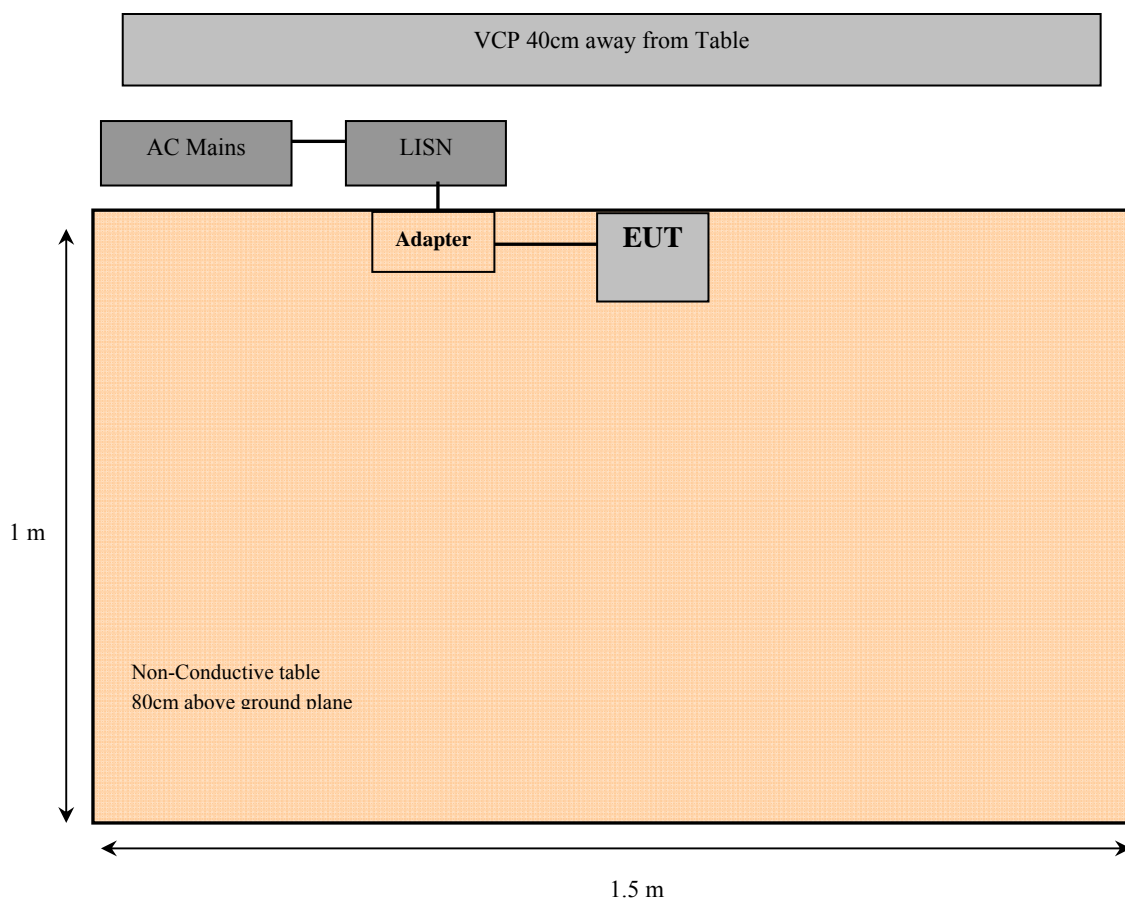 VCP 40cm away from Table
AC Mains
LISN
Adapter
EUT
1 m
Non-Conductive table
80cm above ground plane
1.5 m